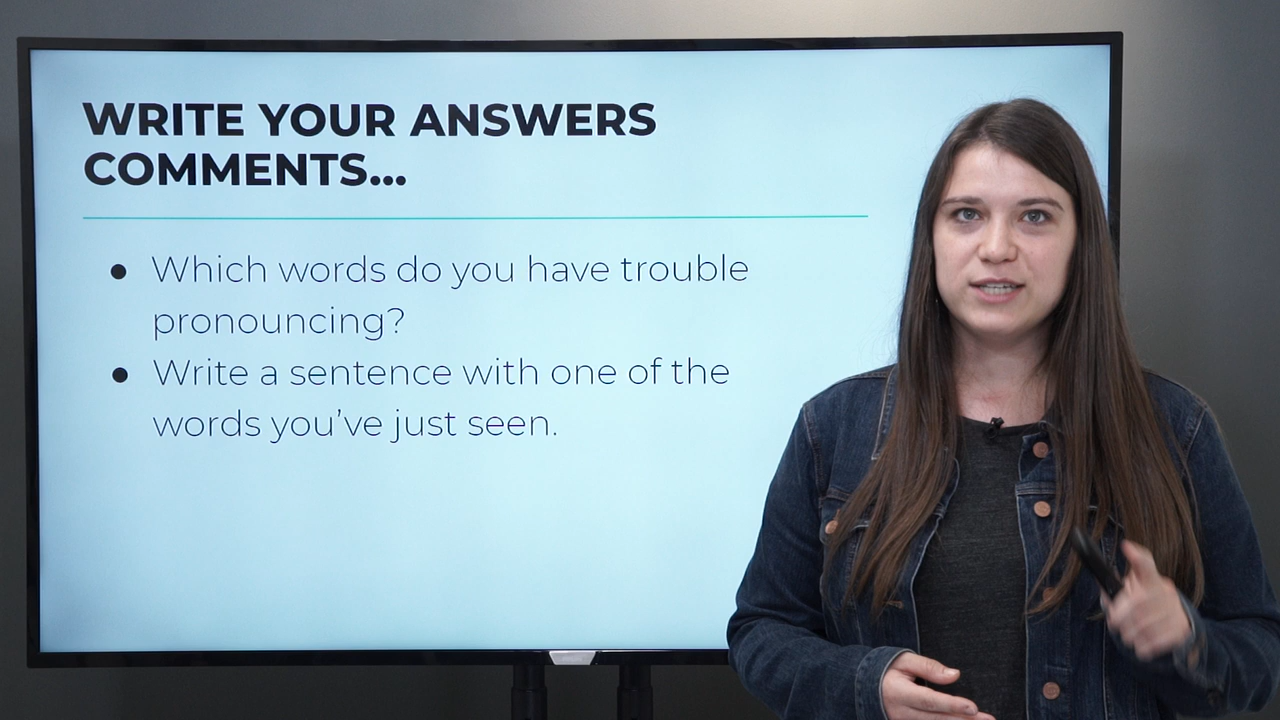 WRITE YOUR ANSWERS
COMMENTS...
● Which words do you have trouble
pronouncing?
● Write a sentence with one of the
words you've just seen.